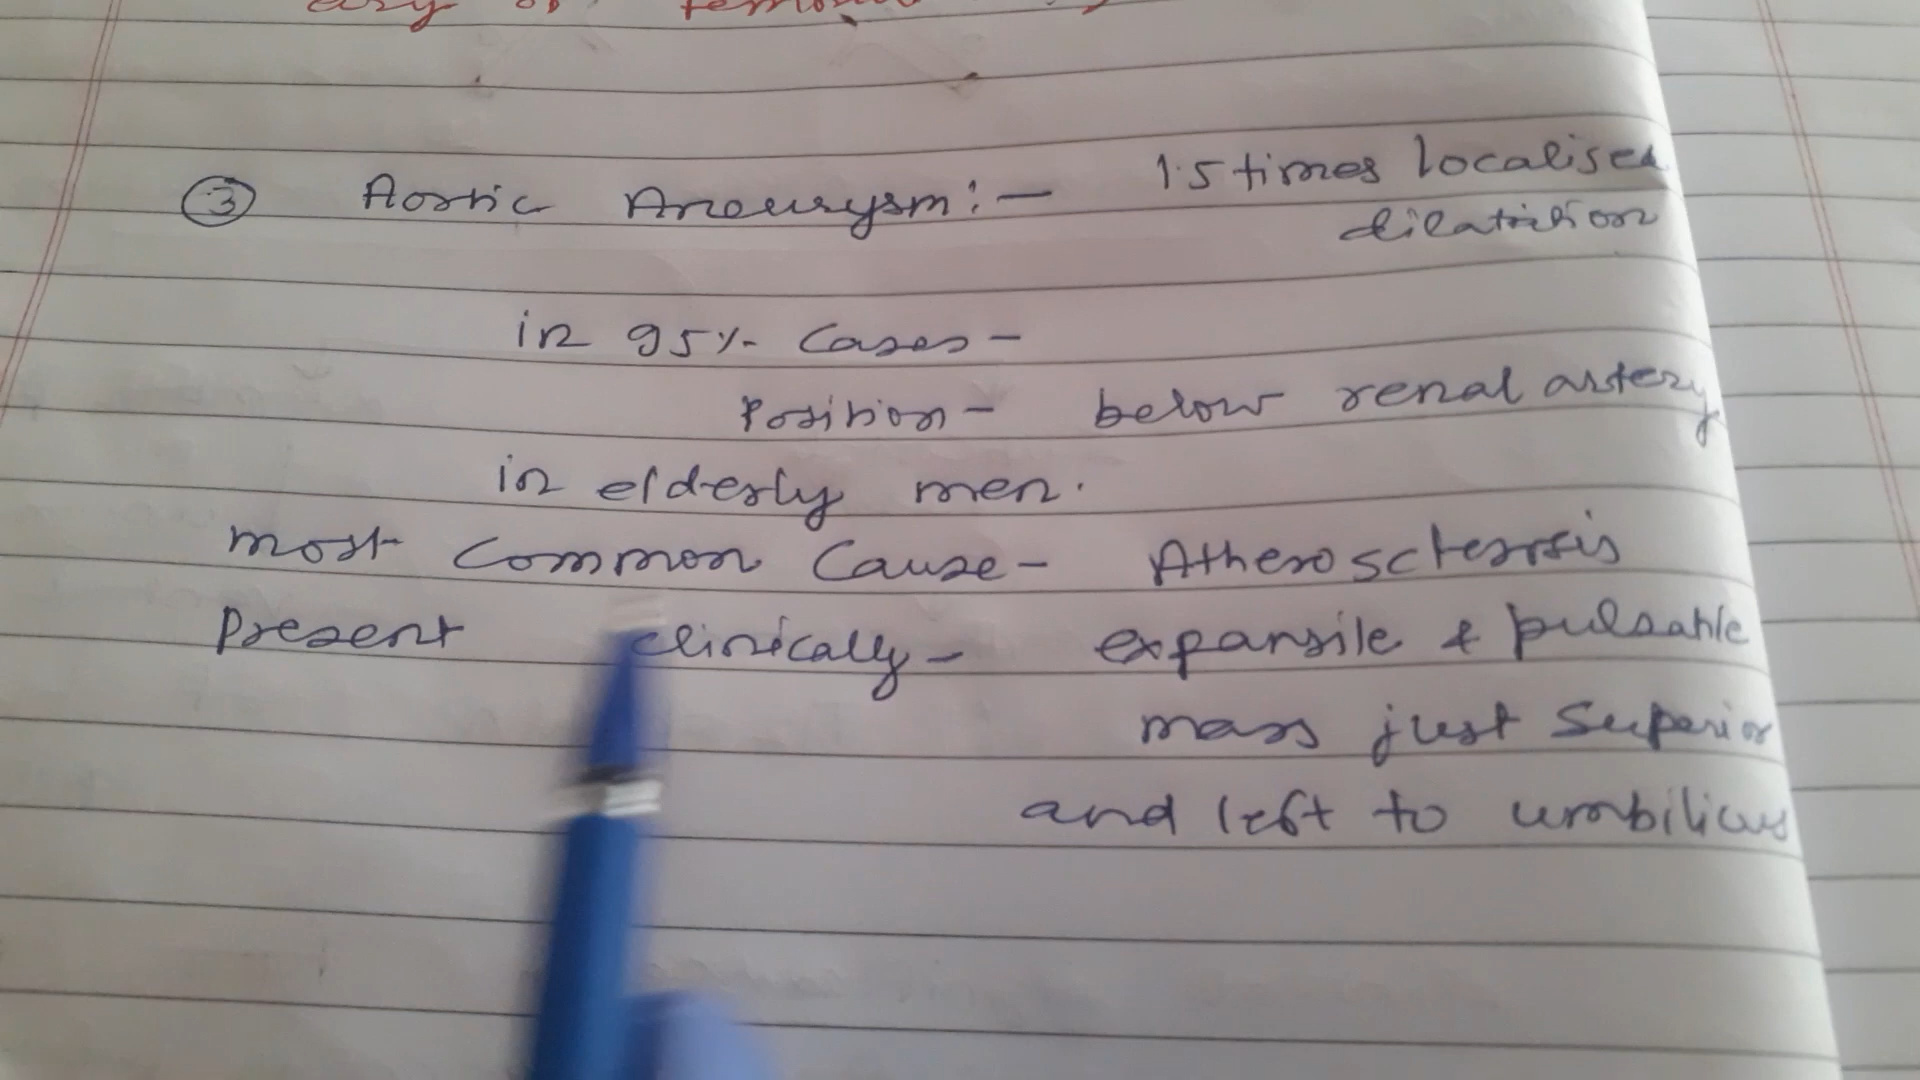 ③ Aortic Aneurysm:- 1.5 times localised
dilatation
in 95% Cases-
Position - below renal artery
in elderly men.
most common Cause- Atherosclerosis
Present clinically- expansile & pulsable
mass just Superior
and left to umbilicus